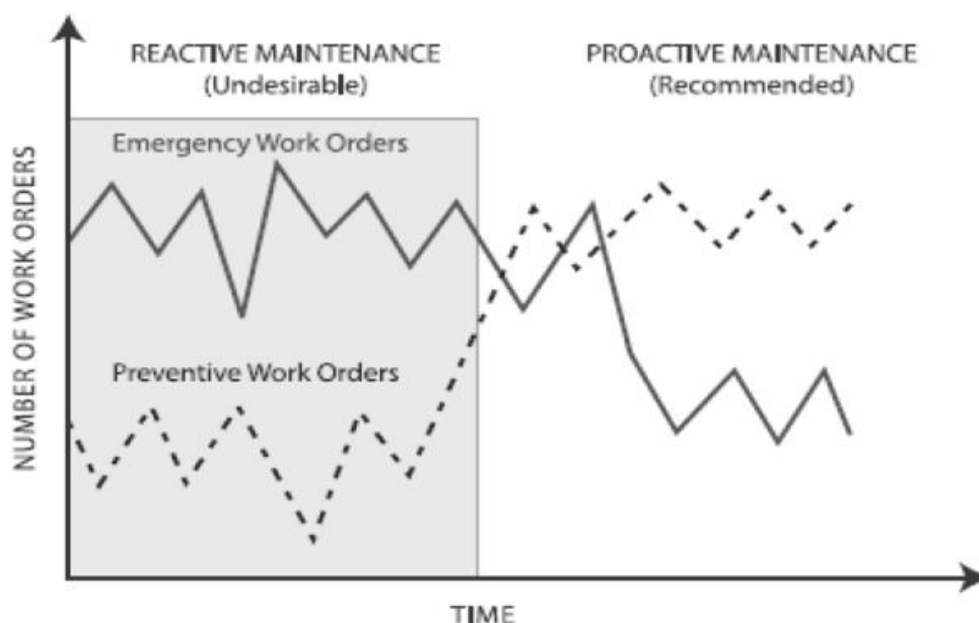 REACTIVE MAINTENANCE
(Undesirable)
PROACTIVE MAINTENANCE
(Recommended)
Emergency Work Orders
Preventive Work Orders
NUMBER OF WORK ORDERS
TIME